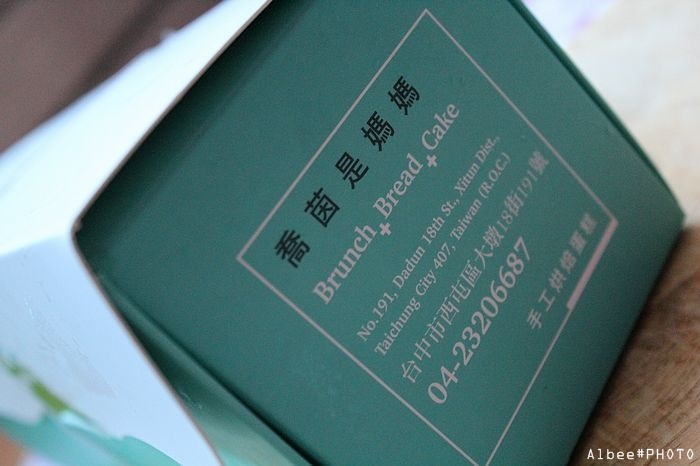 喬茵是媽媽
Brunch+Bread+Cake
No.191, Dadun 18th St., Xitun Dist.,
Taichung City 407, Taiwan (R.O.C.)
台中市西屯區大墩18街191號
04-23206687
手工烘焙蛋糕
Albee#PHOTO